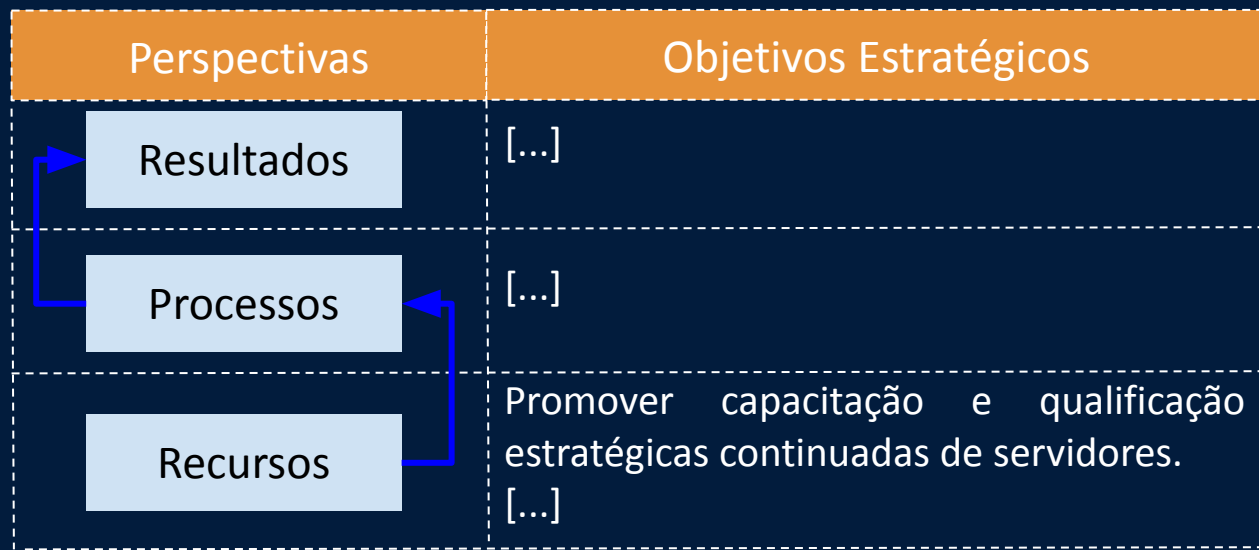 Perspectivas
Objetivos Estratégicos
Resultados
[...]
Processos
[...]
Recursos
Promover capacitação e qualificação
estratégicas continuadas de servidores.
[...]